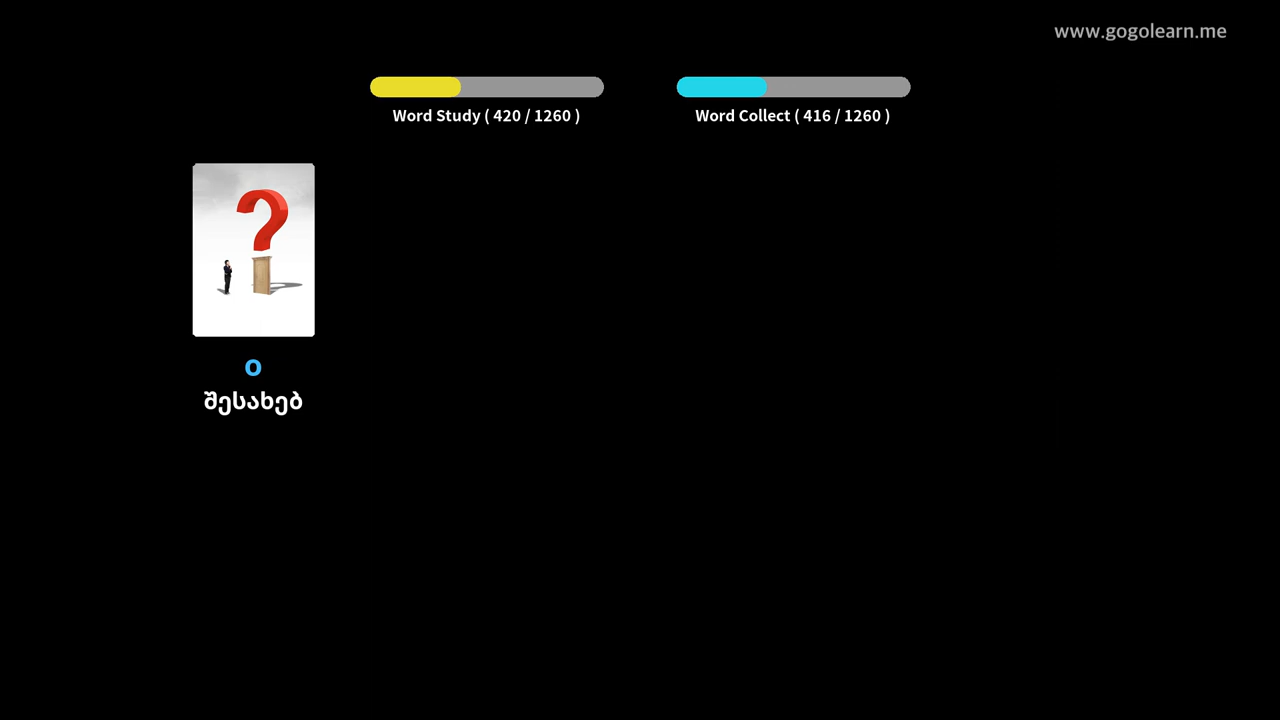 www.gogolearn.me
Word Study ( 420 / 1260 )
Word Collect ( 416 / 1260 )
?
o
შესახებ